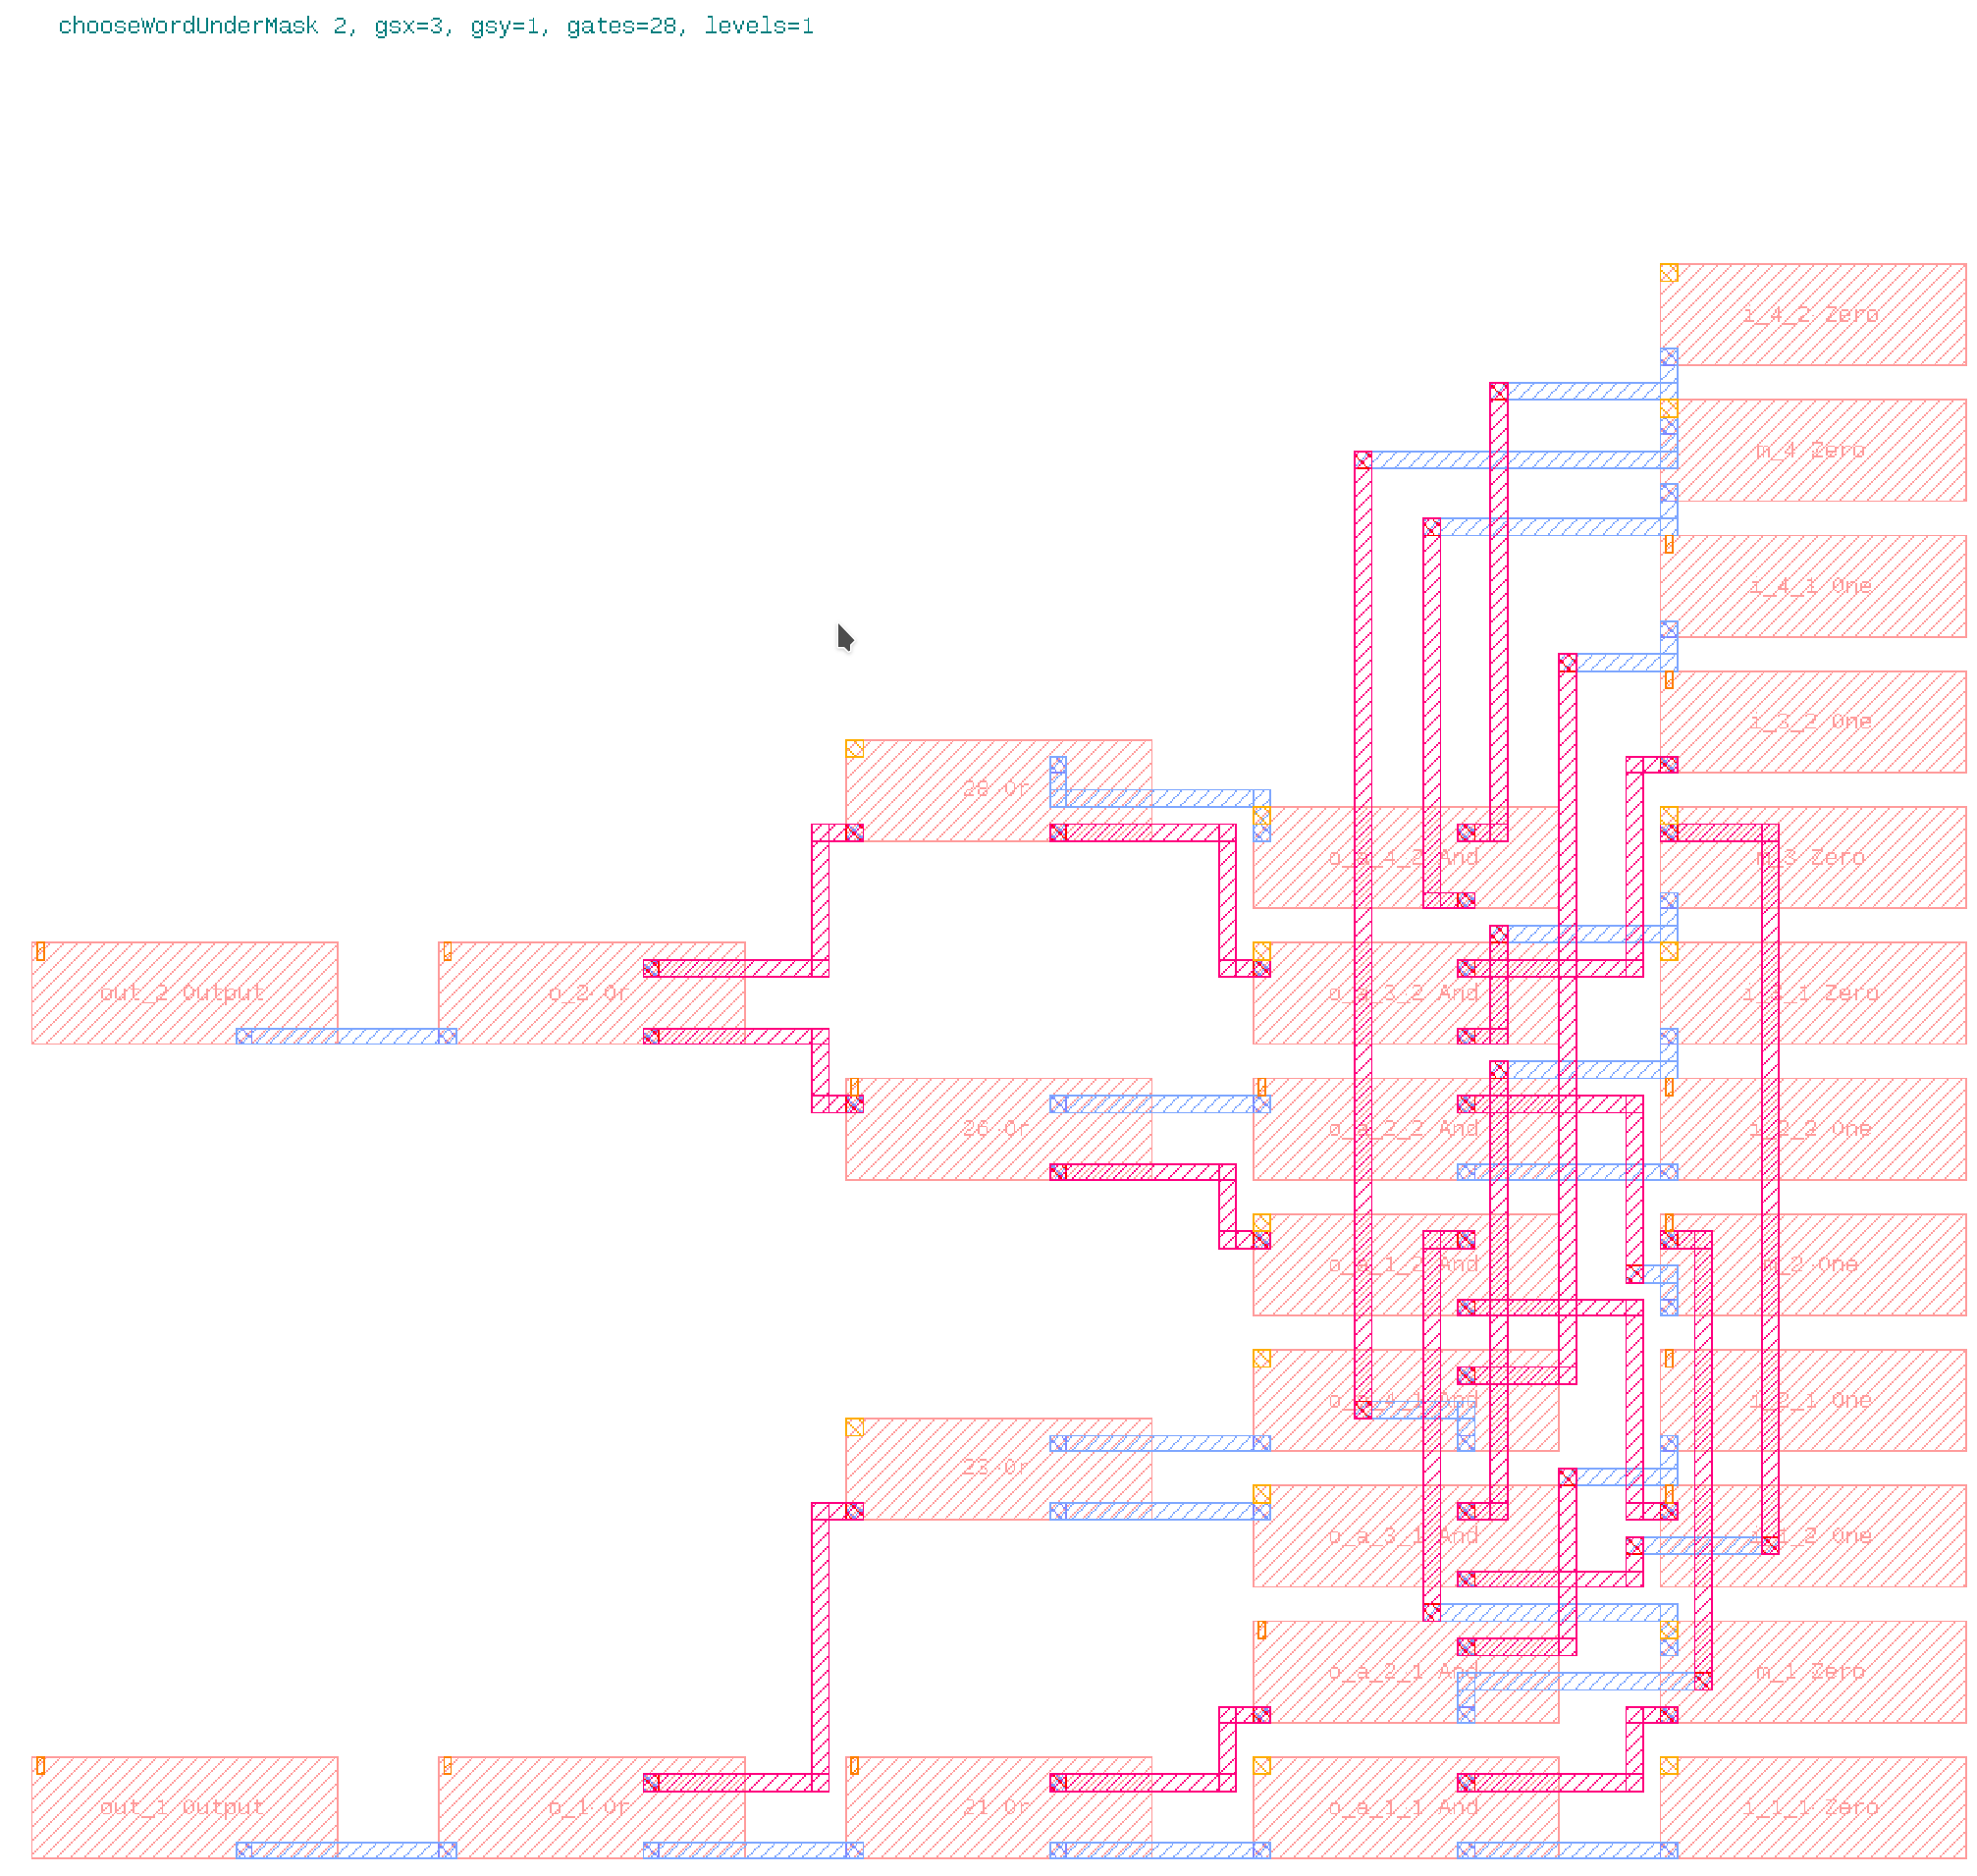 chooseWordUnderMask 2, gsx=3, gsy=1, gates=28, levels=1
i_4_2 Zero
m_4 Zero
i_4_1 One
i_3_2 One
28 Or
o_a_4_2 And
m_3 Zero
out_2 Output
o_2 Or
o_a_3_2 And
i_3_1 Zero
26 Or
o_a_2_2 And
i_2_2 One
o_a_1_2 And
m_2 One
o_a_4_1 And
i_2_1 One
23 Or
o_a_3_1 And
i_1_2 One
o_a_2_1 And
m_1 Zero
out_1 Output
o_1 Or
21 Or
o_a_1_1 And
i_1_1 Zero